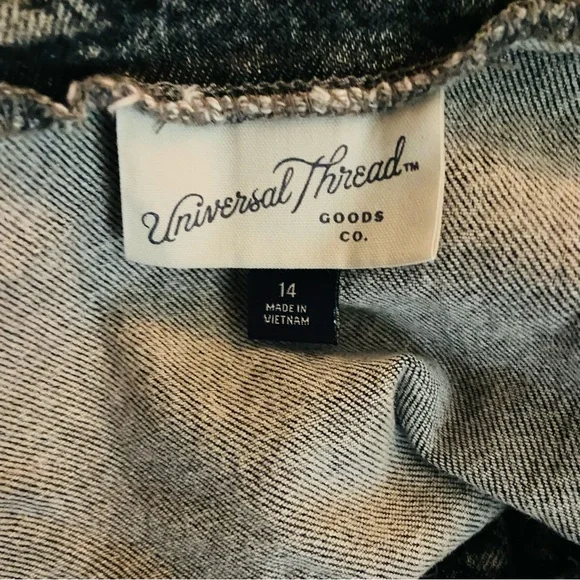 Universal Thread™
GOODS
CO.
14
MADE IN
VIETNAM